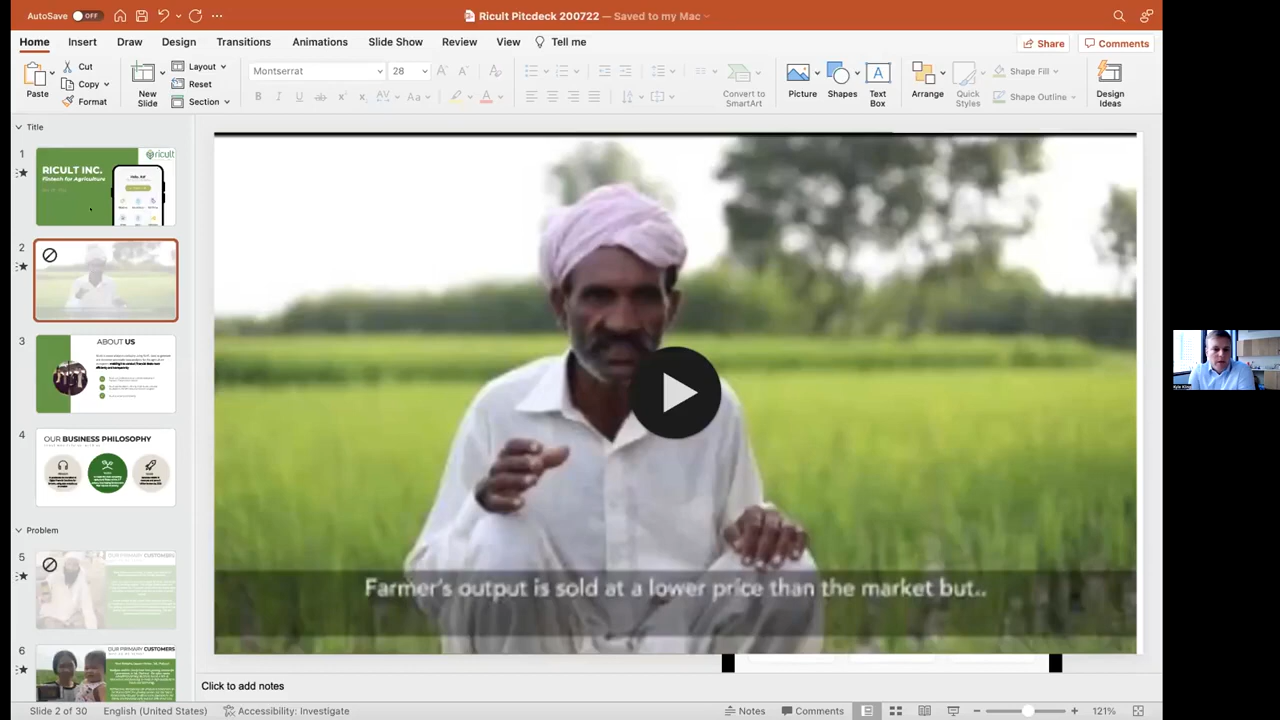 AutoSave OFF
Ricult Pitcdeck 200722 — Saved to my Mac
Home Insert Draw Design Transitions Animations Slide Show Review View Tell me
Share Comments
Paste
Cut
Copy
Format
New Slide
Layout
Reset
Section
Montserrat 28
Convert to SmartArt
Picture
Shapes
Text Box
Arrange
Quick Styles
Shape Fill
Shape Outline
Design Ideas
Title
1
RICULT INC.
Fintech for Agriculture
ricult
2
3
ABOUT US
4
OUR BUSINESS PHILOSOPHY
Problem
5
OUR PRIMARY CUSTOMERS
6
OUR PRIMARY CUSTOMERS
Farmer's output is sold at a lower price than the market but..
Click to add notes
Slide 2 of 30 English (United States) Accessibility: Investigate Notes Comments 121%